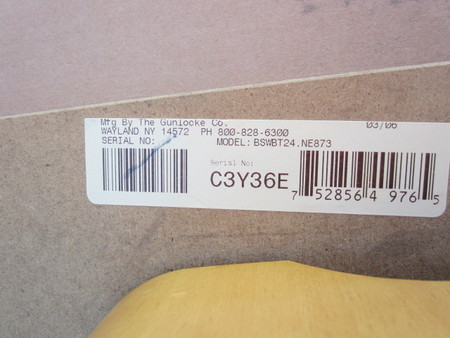 Mfg By The Gunlocke Co. 03/06
WAYLAND NY 14572 PH 800-828-6300
SERIAL NO: MODEL: BSWBT24.NE873
Serial No:
C3Y36E
7 52856 4 976 5